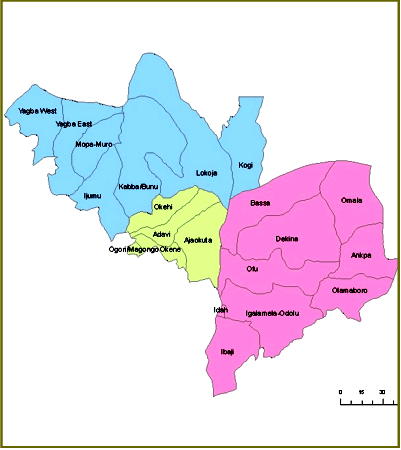 Yagba West
Yagba East
Mopa-Muro
Ijumu
Kabba/Bunu
Lokoja
Kogi
Okehi
Adavi
Ogori/Magongo
Okene
Ajaokuta
Bassa
Omala
Dekina
Ankpa
Ofu
Olamaboro
Idah
Igalamela-Odolu
Ibaji
0 15 30